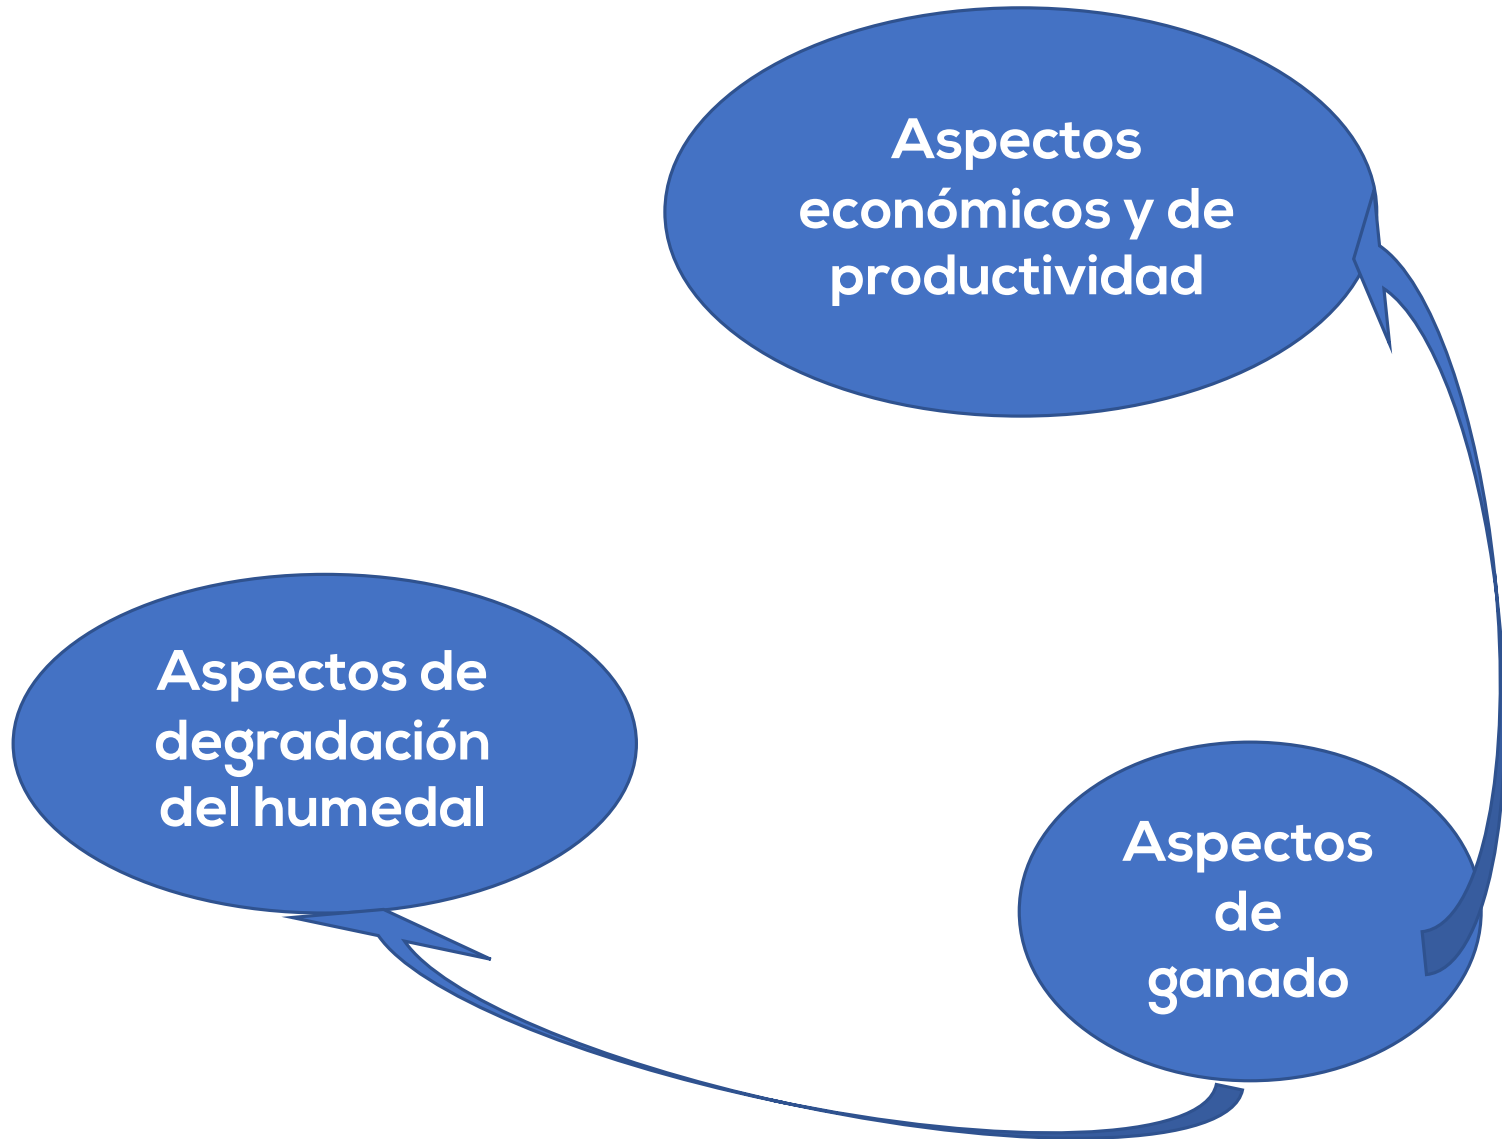 Aspectos
económicos y de
productividad
Aspectos de
degradación
del humedal
Aspectos
de
ganado